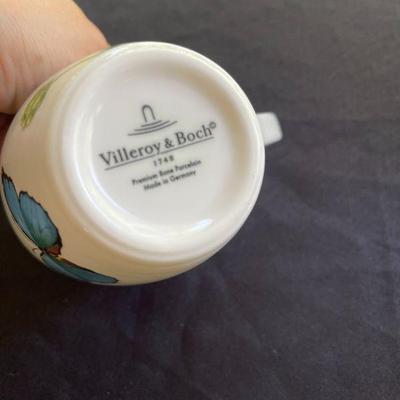 Villeroy & Boch©
1748
Premium Bone Porcelain
Made in Germany